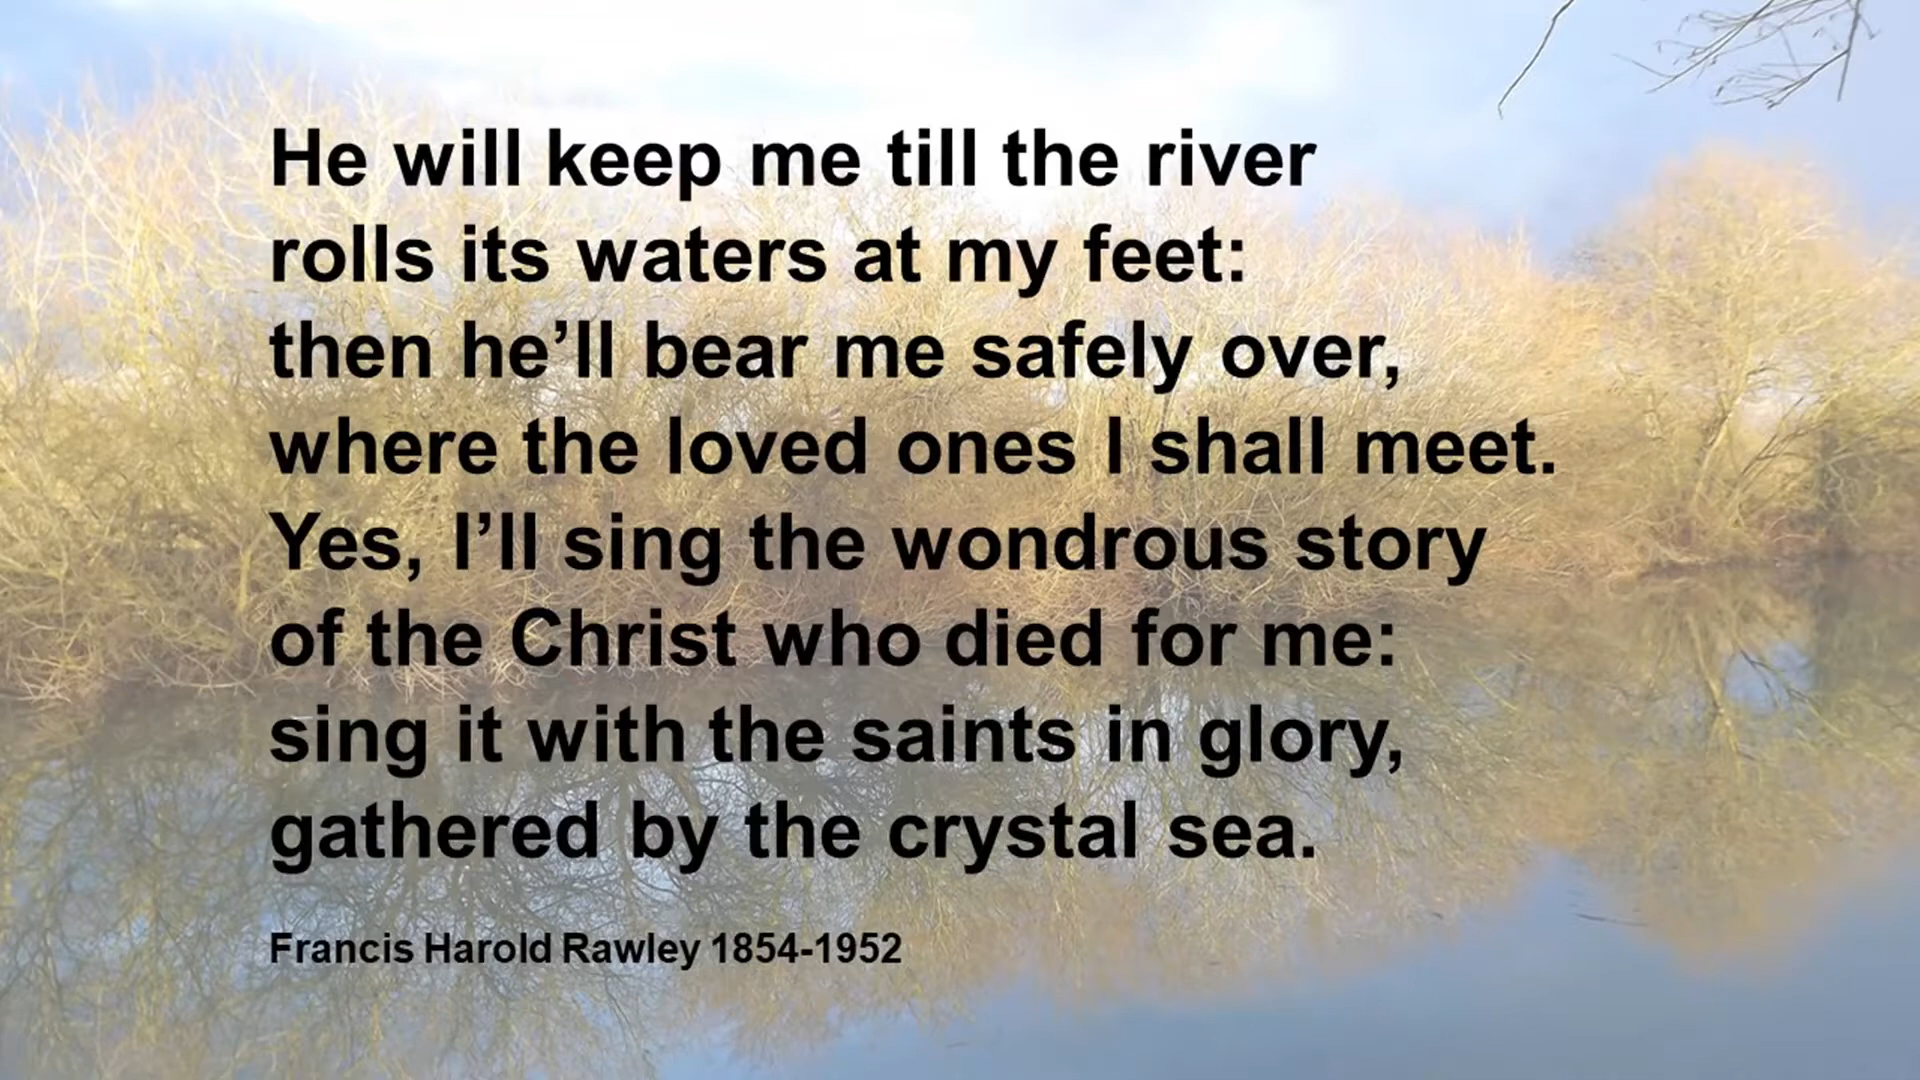 He will keep me till the river
rolls its waters at my feet:
then he’ll bear me safely over,
where the loved ones I shall meet.
Yes, I’ll sing the wondrous story
of the Christ who died for me:
sing it with the saints in glory,
gathered by the crystal sea.
Francis Harold Rawley 1854-1952